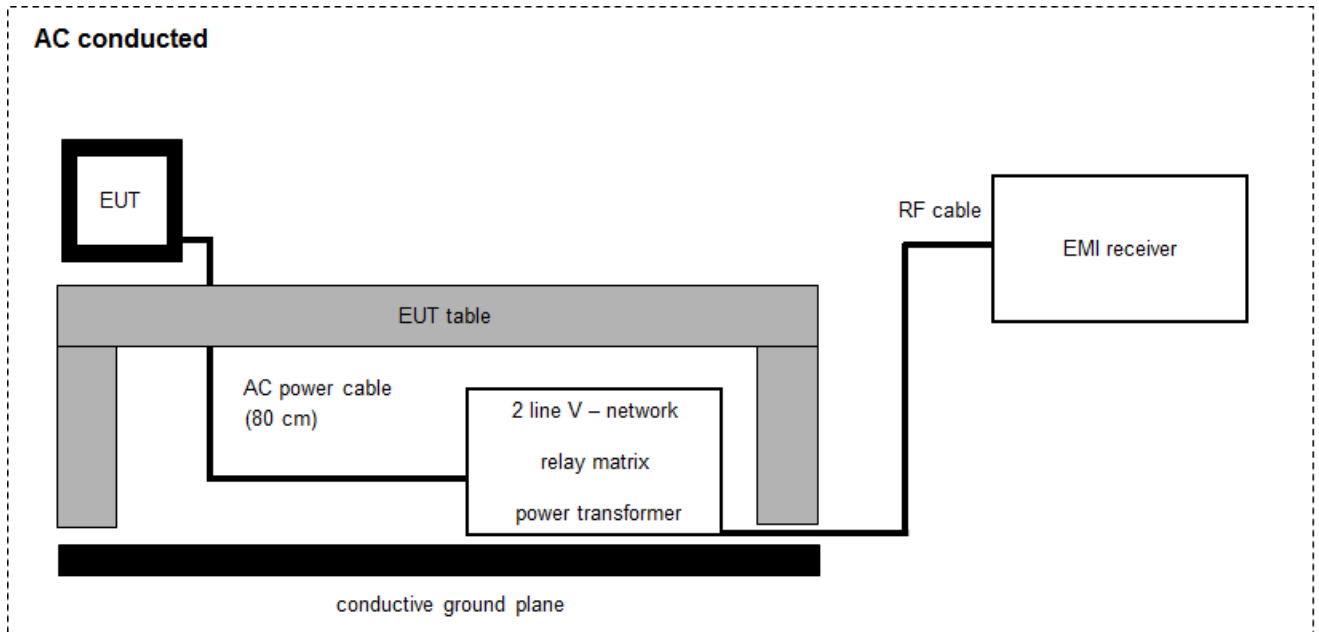 AC conducted
EUT
RF cable
EMI receiver
EUT table
AC power cable
(80 cm)
2 line V – network
relay matrix
power transformer
conductive ground plane